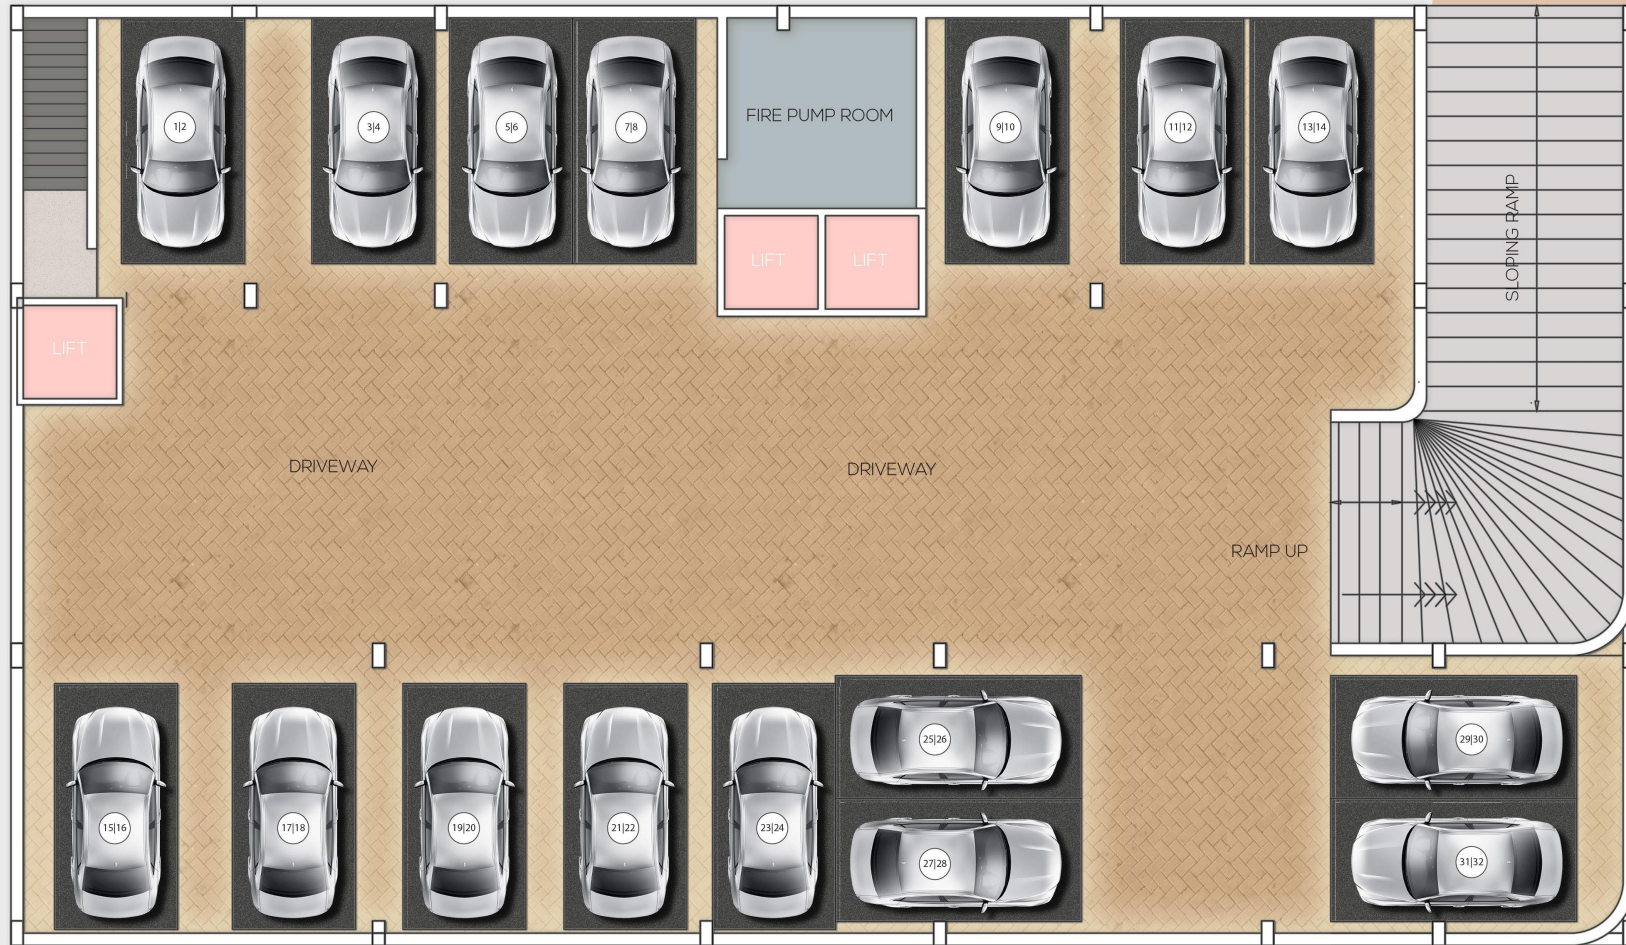 1|2
3|4
5|6
7|8
FIRE PUMP ROOM
9|10
11|12
13|14
SLOPING RAMP
LIFT
LIFT
LIFT
DRIVEWAY
DRIVEWAY
RAMP UP
25|26
29|30
15|16
17|18
19|20
21|22
23|24
27|28
31|32